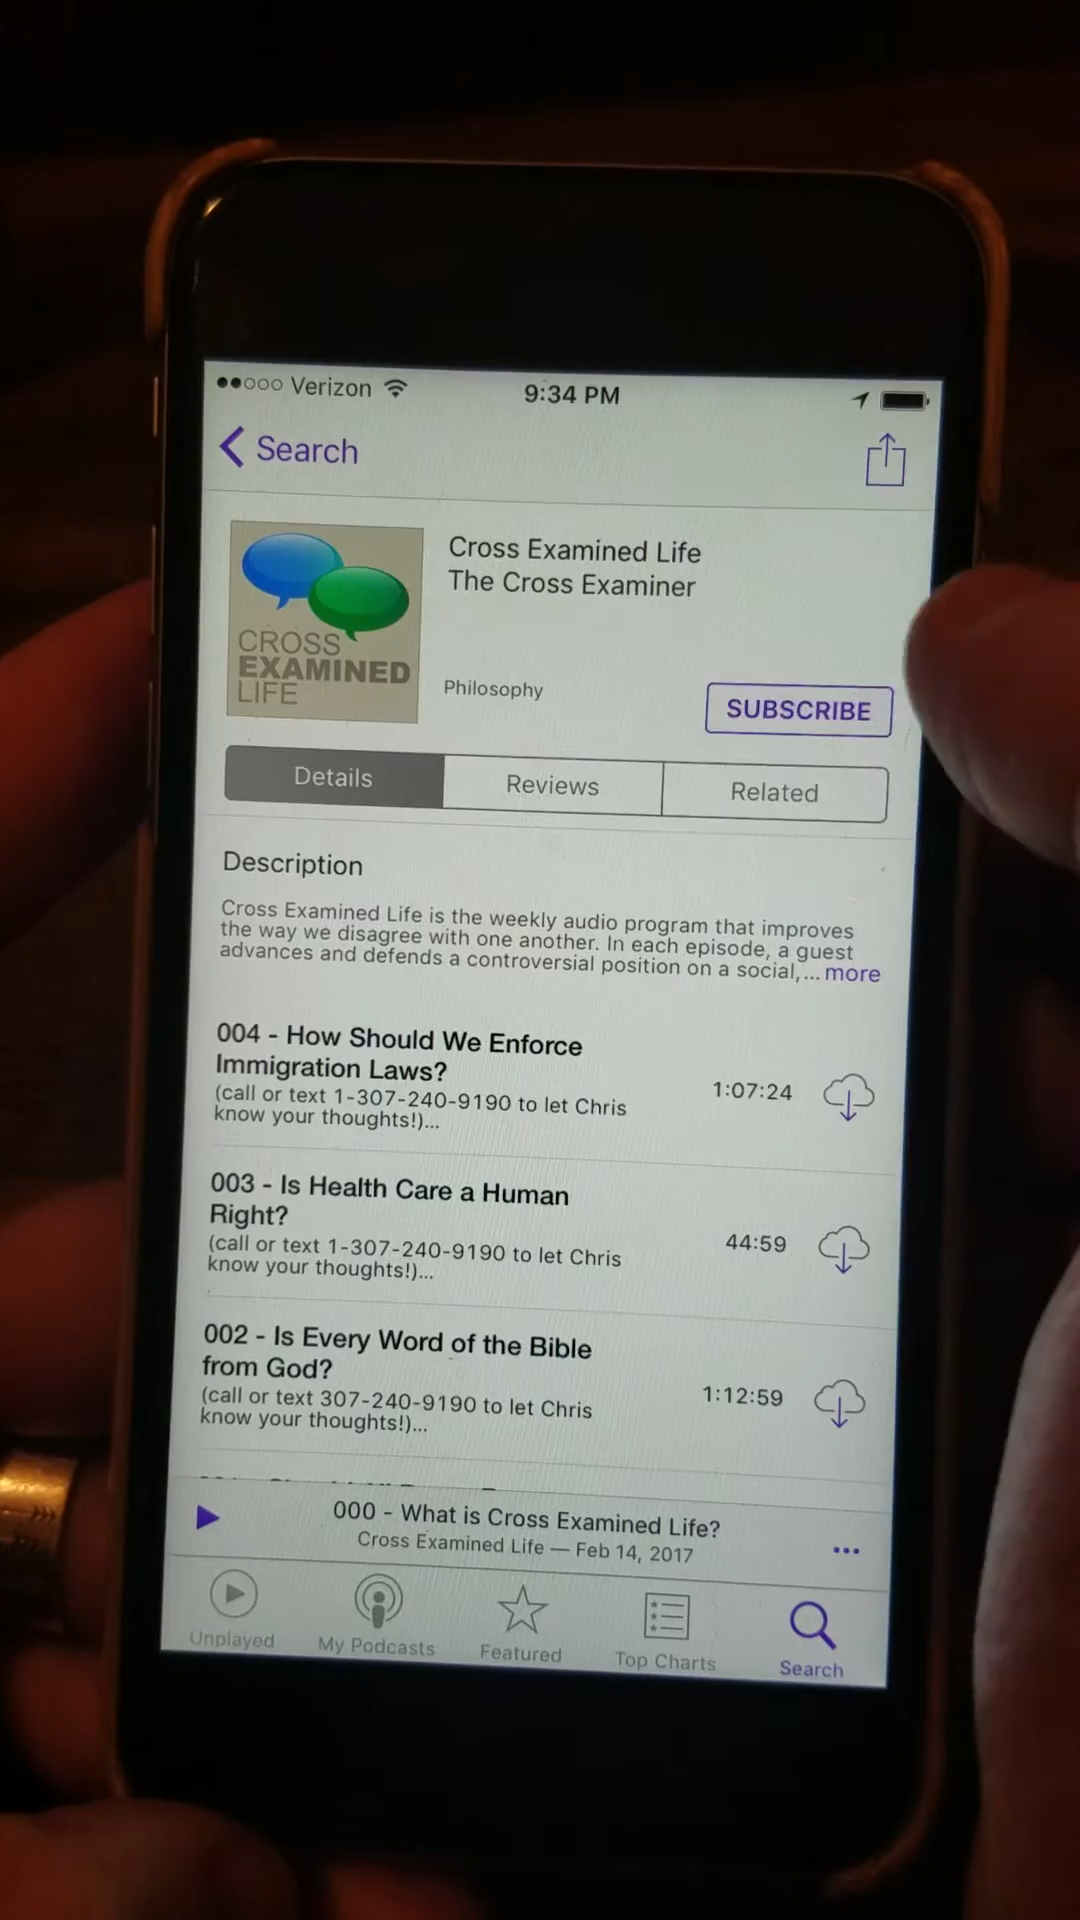 ●●○○○ Verizon 9:34 PM
Search
CROSS
EXAMINED
LIFE
Cross Examined Life
The Cross Examiner
Philosophy
SUBSCRIBE
Details Reviews Related
Description
Cross Examined Life is the weekly audio program that improves
the way we disagree with one another. In each episode, a guest
advances and defends a controversial position on a social,... more
004 - How Should We Enforce
Immigration Laws?
(call or text 1-307-240-9190 to let Chris
know your thoughts!)...
1:07:24
003 - Is Health Care a Human
Right?
(call or text 1-307-240-9190 to let Chris
know your thoughts!)...
44:59
002 - Is Every Word of the Bible
from God?
(call or text 307-240-9190 to let Chris
know your thoughts!)...
1:12:59
000 - What is Cross Examined Life?
Cross Examined Life — Feb 14, 2017
Unplayed My Podcasts Featured Top Charts Search